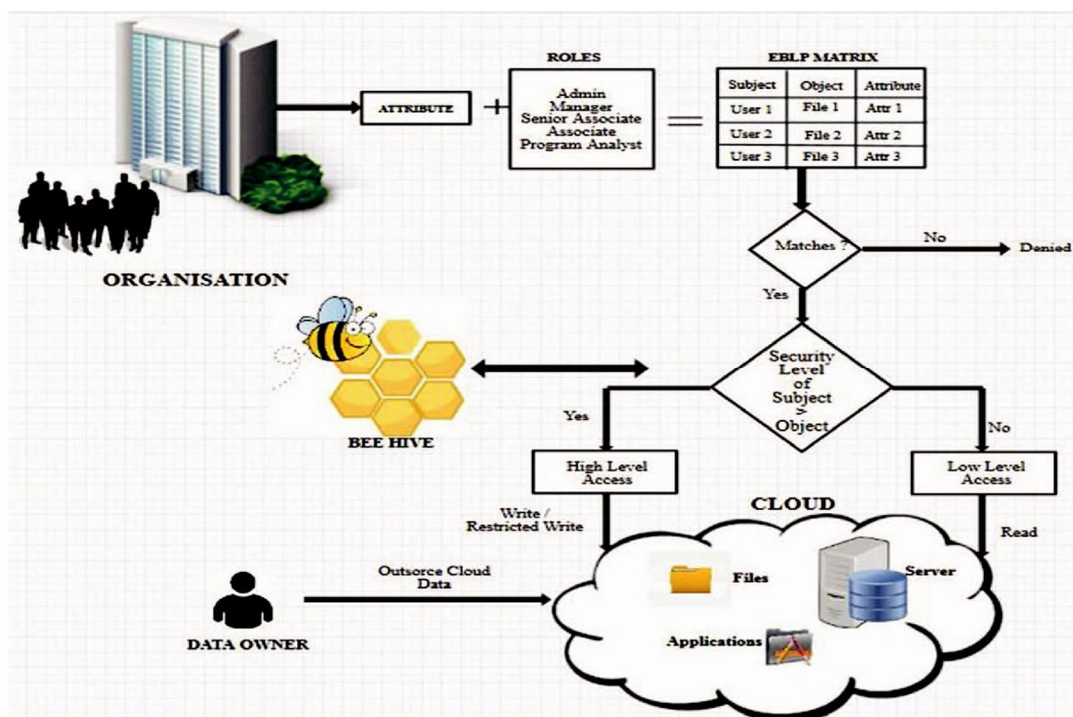 ROLES
EBLP MATRIX
ATTRIBUTE
+
Admin
Manager
Senior Associate
Associate
Program Analyst
=
Subject Object Attribute
User 1 File 1 Attr 1
User 2 File 2 Attr 2
User 3 File 3 Attr 3
ORGANISATION
Matches ?
No
Denied
Yes
Security
Level
of
Subject
>
Object
BEE HIVE
Yes
No
High Level
Access
Low Level
Access
Write /
Restricted Write
Read
CLOUD
Files
Server
Applications
Outsorce Cloud
Data
DATA OWNER